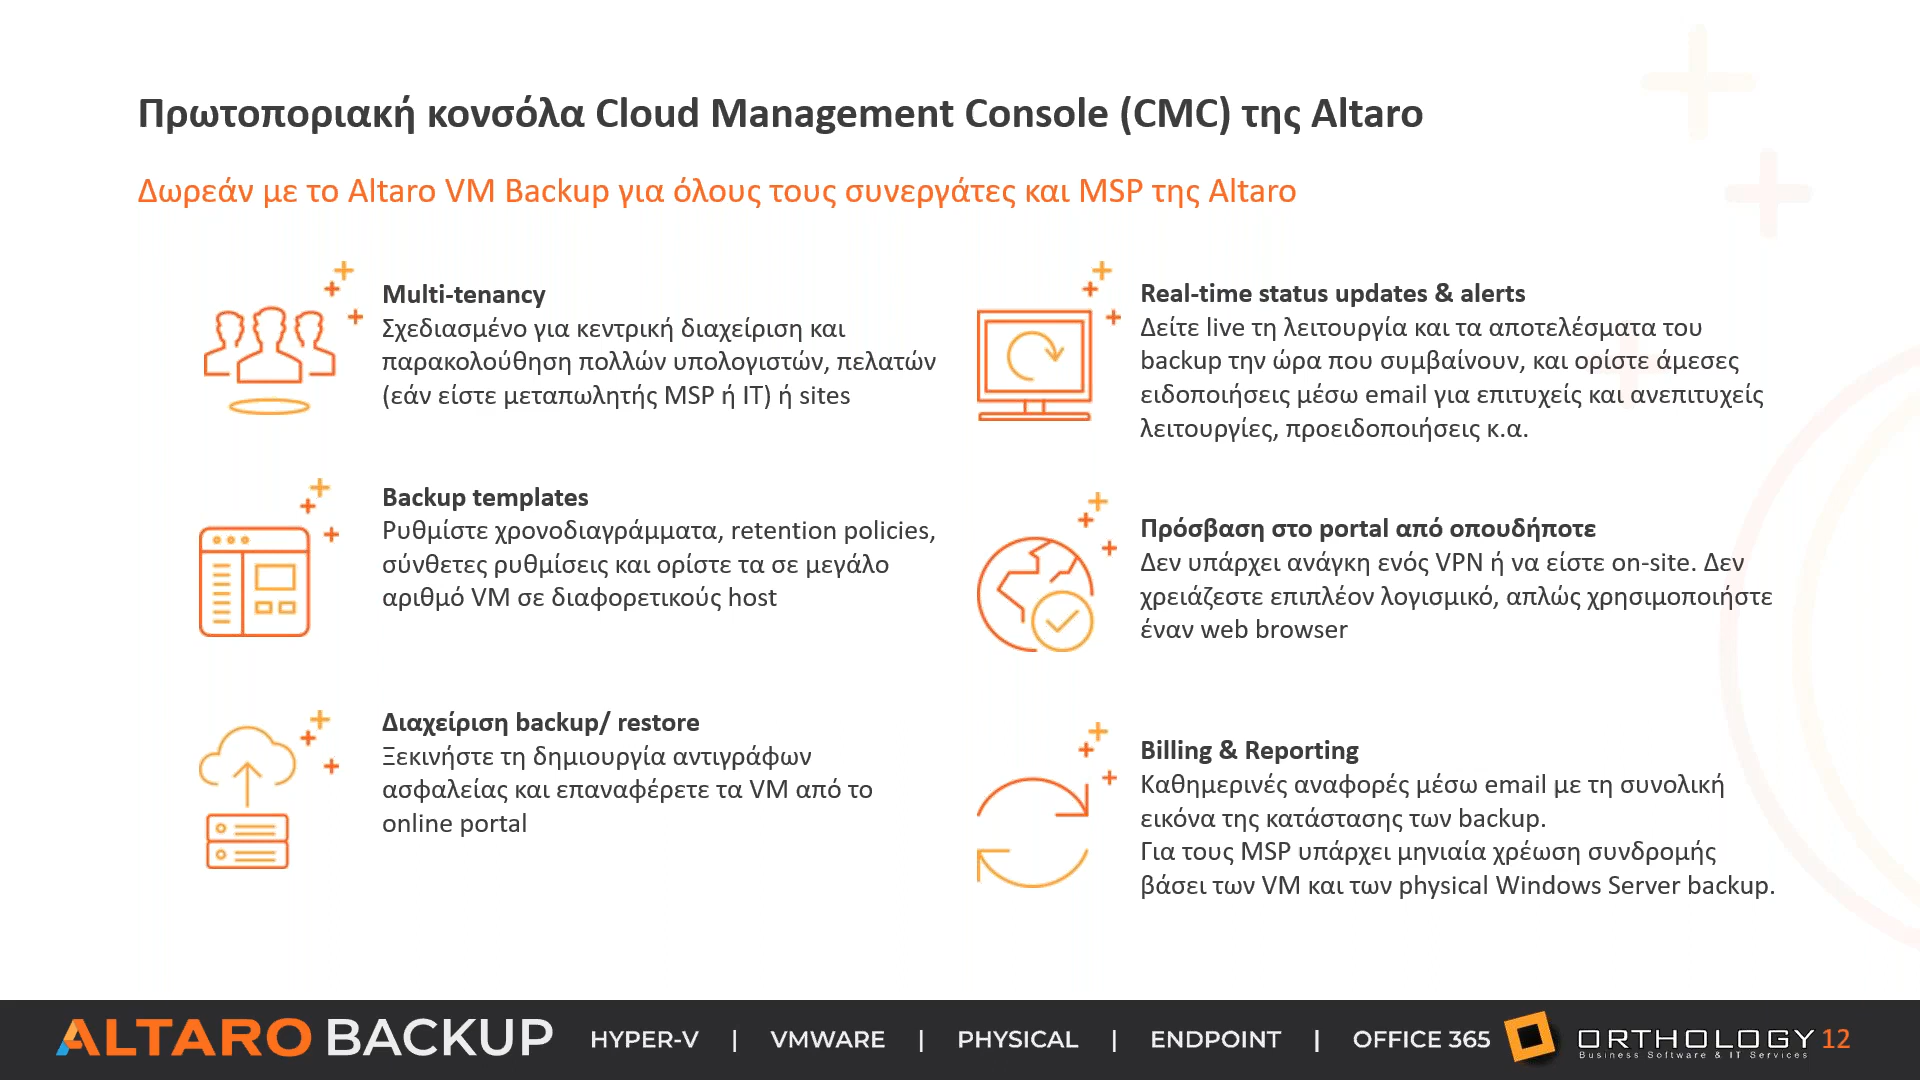 Πρωτοποριακή κονσόλα Cloud Management Console (CMC) της Altaro
Δωρεάν με το Altaro VM Backup για όλους τους συνεργάτες και MSP της Altaro
Multi-tenancy
Σχεδιασμένο για κεντρική διαχείριση και
παρακολούθηση πολλών υπολογιστών, πελατών
(εάν είστε μεταπωλητής MSP ή IT) ή sites
Backup templates
Ρυθμίστε χρονοδιαγράμματα, retention policies,
σύνθετες ρυθμίσεις και ορίστε τα σε μεγάλο
αριθμό VM σε διαφορετικούς host
Διαχείριση backup/ restore
Ξεκινήστε τη δημιουργία αντιγράφων
ασφαλείας και επαναφέρετε τα VM από το
online portal
Real-time status updates & alerts
Δείτε live τη λειτουργία και τα αποτελέσματα του
backup την ώρα που συμβαίνουν, και ορίστε άμεσες
ειδοποιήσεις μέσω email για επιτυχείς και ανεπιτυχείς
λειτουργίες, προειδοποιήσεις κ.α.
Πρόσβαση στο portal από οπουδήποτε
Δεν υπάρχει ανάγκη ενός VPN ή να είστε on-site. Δεν
χρειάζεστε επιπλέον λογισμικό, απλώς χρησιμοποιήστε
έναν web browser
Billing & Reporting
Καθημερινές αναφορές μέσω email με τη συνολική
εικόνα της κατάστασης των backup.
Για τους MSP υπάρχει μηνιαία χρέωση συνδρομής
βάσει των VM και των physical Windows Server backup.
ALTARO BACKUP HYPER-V | VMWARE | PHYSICAL | ENDPOINT | OFFICE 365 ORTHOLOGY 12
Business Software & IT Services